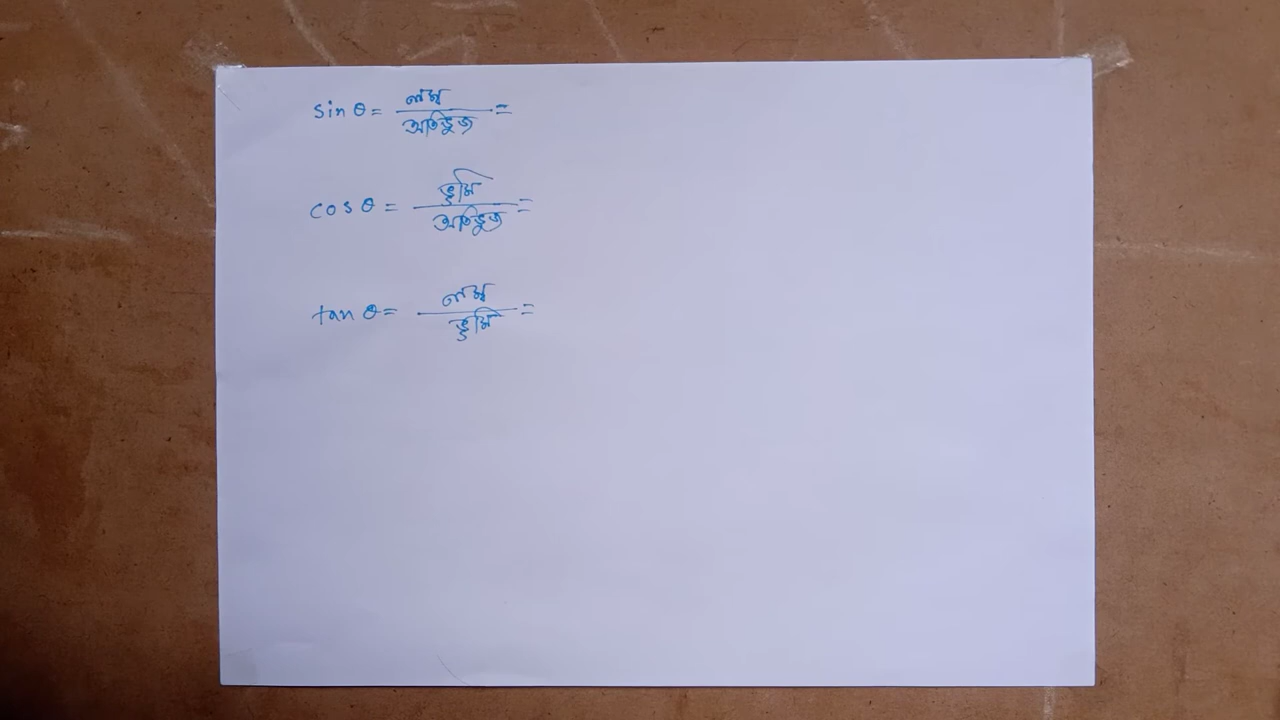 sin θ = লম্ব / অতিভুজ =
cos θ = ভূমি / অতিভুজ =
tan θ = লম্ব / ভূমি =